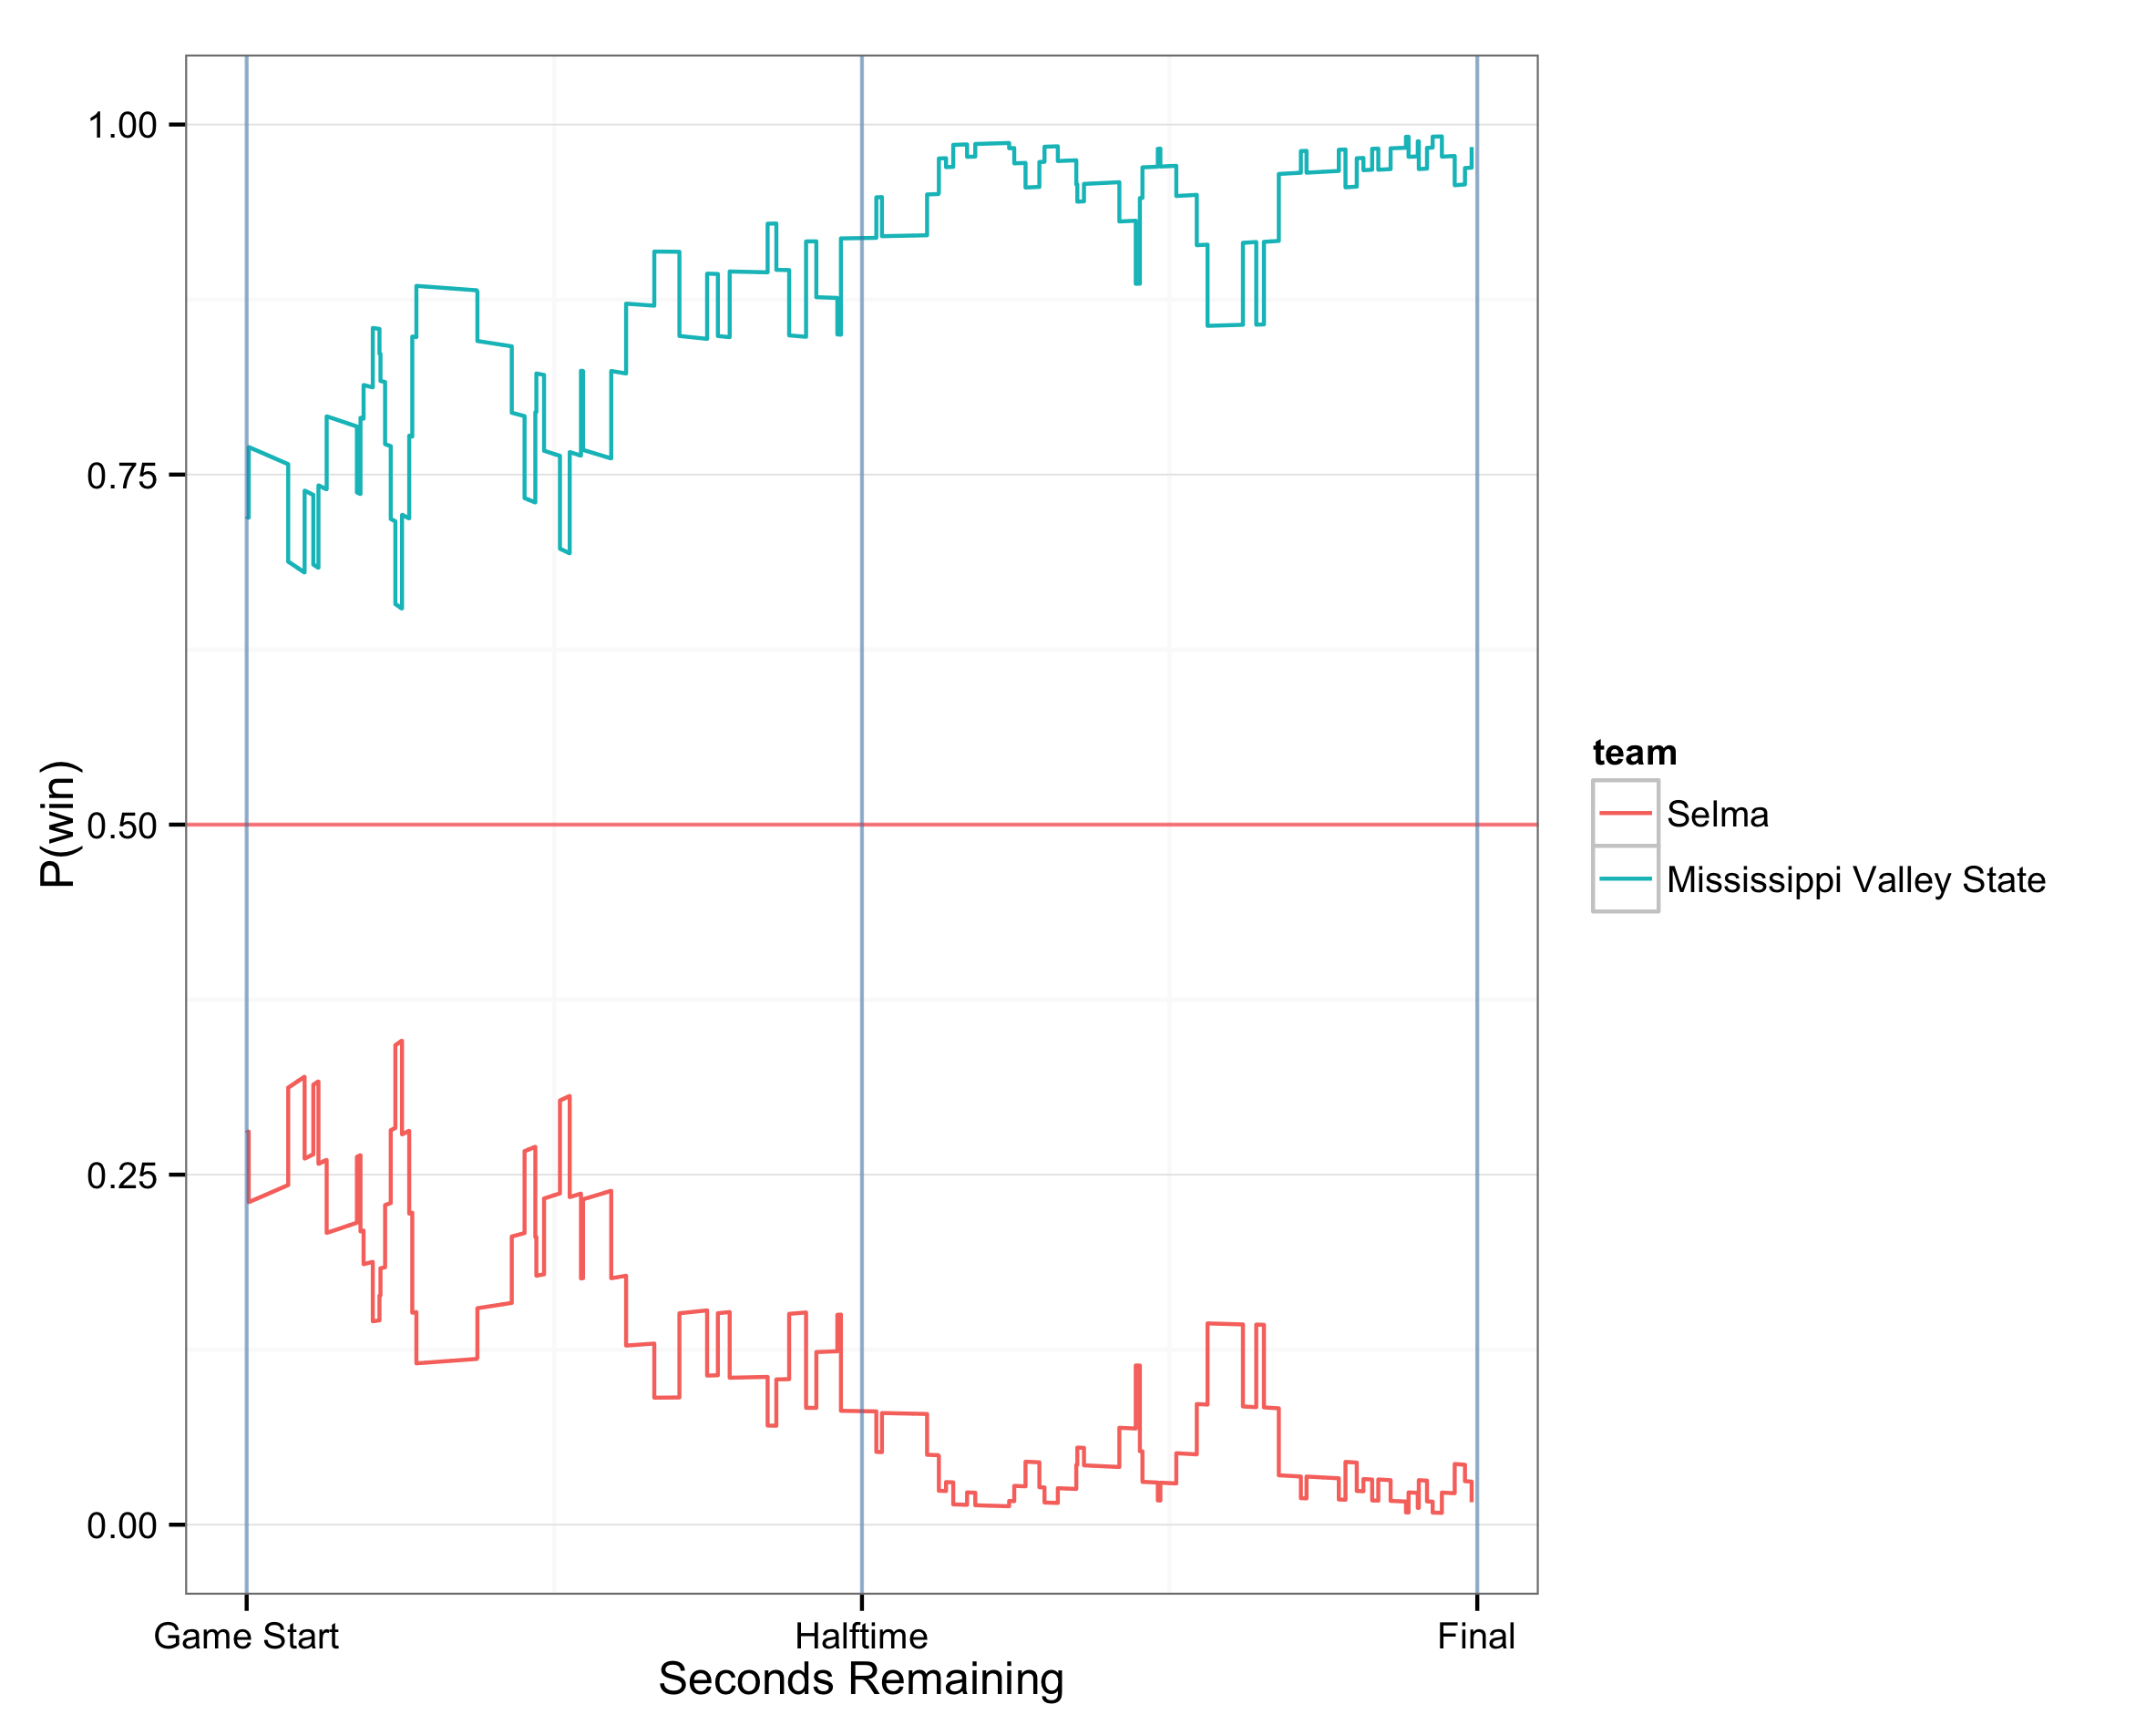 1.00
0.75
0.50
0.25
0.00
P(win)
Game Start
Halftime
Final
Seconds Remaining
team
Selma
Mississippi Valley State